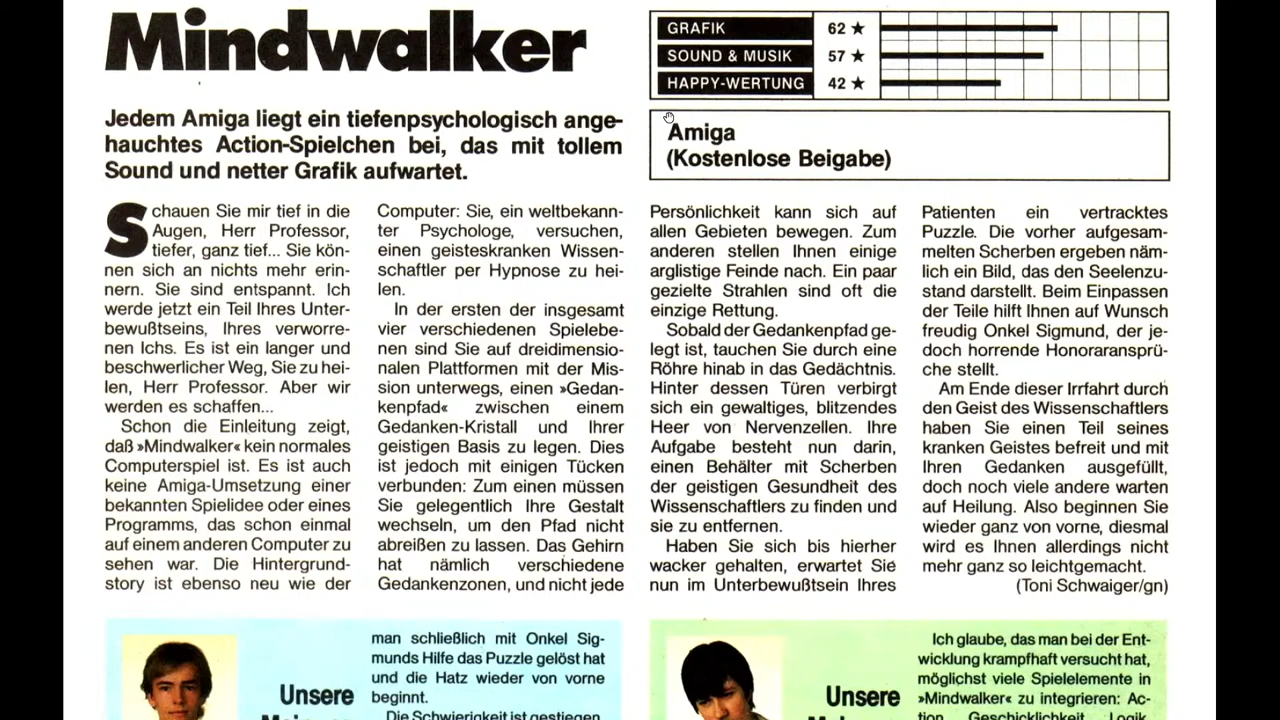 Mindwalker
GRAFIK 62 ★
SOUND & MUSIK 57 ★
HAPPY-WERTUNG 42 ★
Jedem Amiga liegt ein tiefenpsychologisch ange-
hauchtes Action-Spielchen bei, das mit tollem
Sound und netter Grafik aufwartet.
Amiga
(Kostenlose Beigabe)
Schauen Sie mir tief in die
Augen, Herr Professor,
tiefer, ganz tief... Sie kön-
nen sich an nichts mehr erin-
nern. Sie sind entspannt. Ich
werde jetzt ein Teil Ihres Unter-
bewußtseins, Ihres verworre-
nen Ichs. Es ist ein langer und
beschwerlicher Weg, Sie zu hei-
len, Herr Professor. Aber wir
werden es schaffen...
Schon die Einleitung zeigt,
daß »Mindwalker« kein normales
Computerspiel ist. Es ist auch
keine Amiga-Umsetzung einer
bekannten Spielidee oder eines
Programms, das schon einmal
auf einem anderen Computer zu
sehen war. Die Hintergrund-
story ist ebenso neu wie der
Computer: Sie, ein weltbekann-
ter Psychologe, versuchen,
einen geisteskranken Wissen-
schaftler per Hypnose zu hei-
len.
In der ersten der insgesamt
vier verschiedenen Spielebe-
nen sind Sie auf dreidimensio-
nalen Plattformen mit der Mis-
sion unterwegs, einen »Gedan-
kenpfad« zwischen einem
Gedanken-Kristall und Ihrer
geistigen Basis zu legen. Dies
ist jedoch mit einigen Tücken
verbunden: Zum einen müssen
Sie gelegentlich Ihre Gestalt
wechseln, um den Pfad nicht
abreißen zu lassen. Das Gehirn
hat nämlich verschiedene
Gedankenzonen, und nicht jede
Persönlichkeit kann sich auf
allen Gebieten bewegen. Zum
anderen stellen Ihnen einige
arglistige Feinde nach. Ein paar
gezielte Strahlen sind oft die
einzige Rettung.
Sobald der Gedankenpfad ge-
legt ist, tauchen Sie durch eine
Röhre hinab in das Gedächtnis.
Hinter dessen Türen verbirgt
sich ein gewaltiges, blitzendes
Heer von Nervenzellen. Ihre
Aufgabe besteht nun darin,
einen Behälter mit Scherben
der geistigen Gesundheit des
Wissenschaftlers zu finden und
sie zu entfernen.
Haben Sie sich bis hierher
wacker gehalten, erwartet Sie
nun im Unterbewußtsein Ihres
Patienten ein vertracktes
Puzzle. Die vorher aufgesam-
melten Scherben ergeben näm-
lich ein Bild, das den Seelenzu-
stand darstellt. Beim Einpassen
der Teile hilft Ihnen auf Wunsch
freudig Onkel Sigmund, der je-
doch horrende Honoraransprü-
che stellt.
Am Ende dieser Irrfahrt durch
den Geist des Wissenschaftlers
haben Sie einen Teil seines
kranken Geistes befreit und mit
Ihren Gedanken ausgefüllt,
doch noch viele andere warten
auf Heilung. Also beginnen Sie
wieder ganz von vorne, diesmal
wird es Ihnen allerdings nicht
mehr ganz so leichtgemacht.
(Toni Schwaiger/gn)
Unsere
man schließlich mit Onkel Sig-
munds Hilfe das Puzzle gelöst hat
und die Hatz wieder von vorne
beginnt.
Die Schwierigkeit ist gestiegen
Unsere
Ich glaube, das man bei der Ent-
wicklung krampfhaft versucht hat,
möglichst viele Spielelemente in
»Mindwalker« zu integrieren: Ac-
tion, Geschicklichkeit, Logik